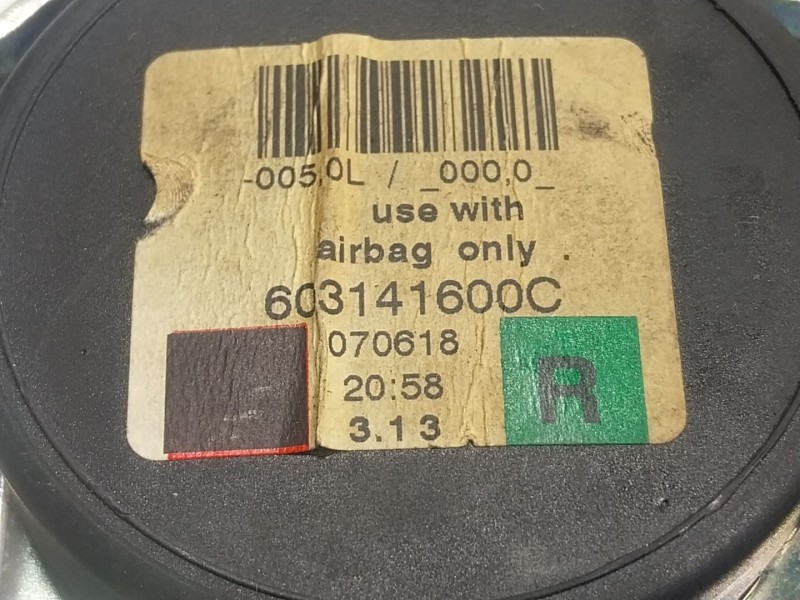 -005,0L / _000,0_
use with
airbag only .
603141600C
070618
20:58
3.13
R